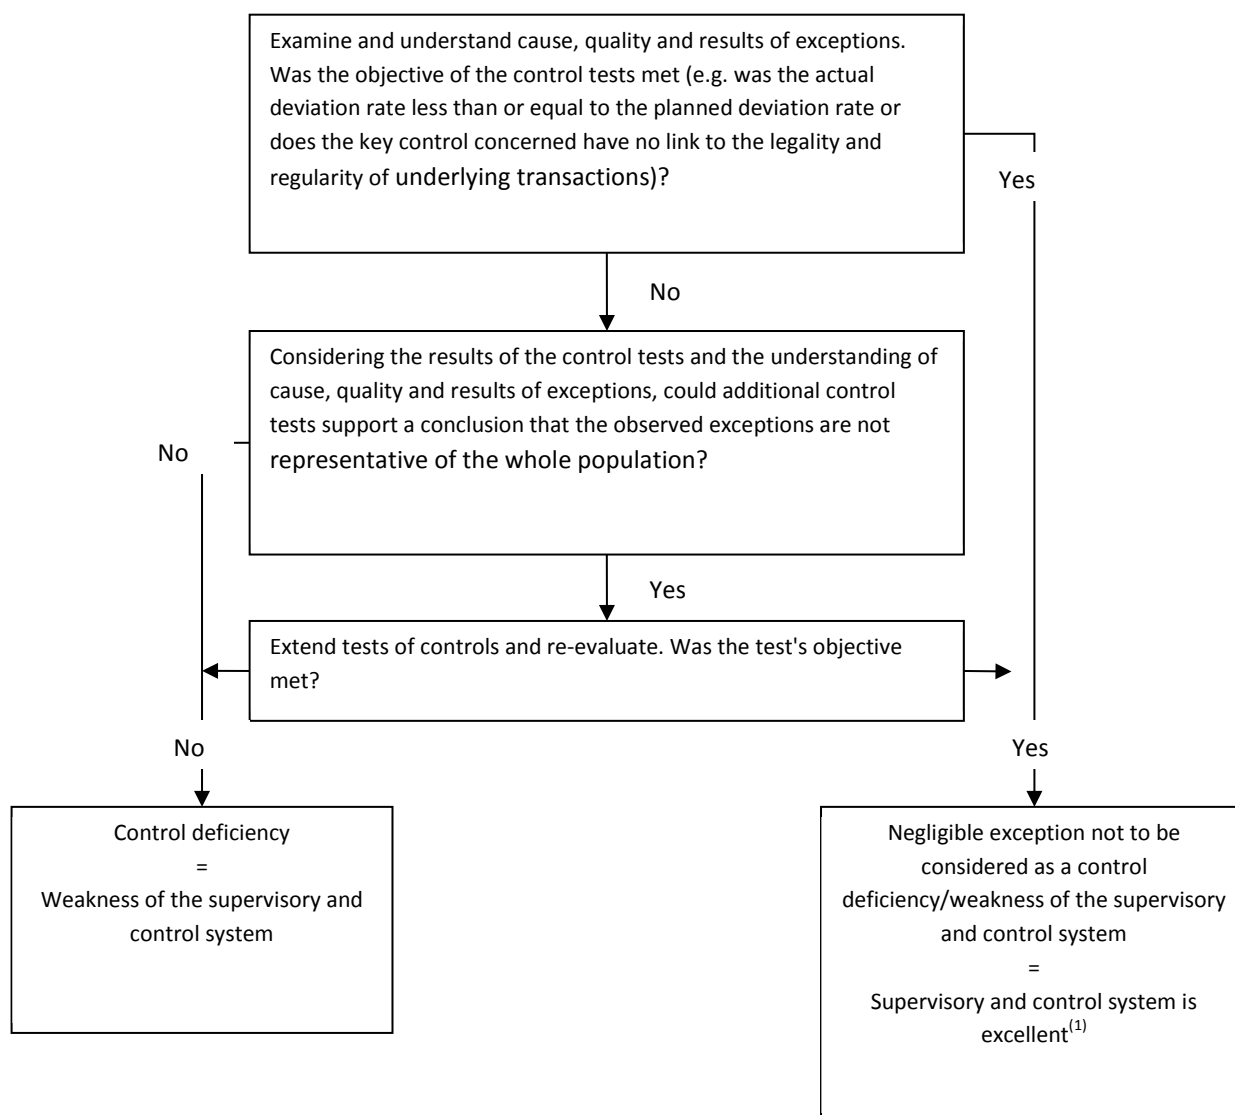 Examine and understand cause, quality and results of exceptions.
Was the objective of the control tests met (e.g. was the actual
deviation rate less than or equal to the planned deviation rate or
does the key control concerned have no link to the legality and
regularity of underlying transactions)?
Yes
No
Considering the results of the control tests and the understanding of
cause, quality and results of exceptions, could additional control
tests support a conclusion that the observed exceptions are not
representative of the whole population?
No
Yes
Extend tests of controls and re-evaluate. Was the test's objective
met?
No
Yes
Control deficiency
=
Weakness of the supervisory and
control system
Negligible exception not to be
considered as a control
deficiency/weakness of the supervisory
and control system
=
Supervisory and control system is
excellent(1)